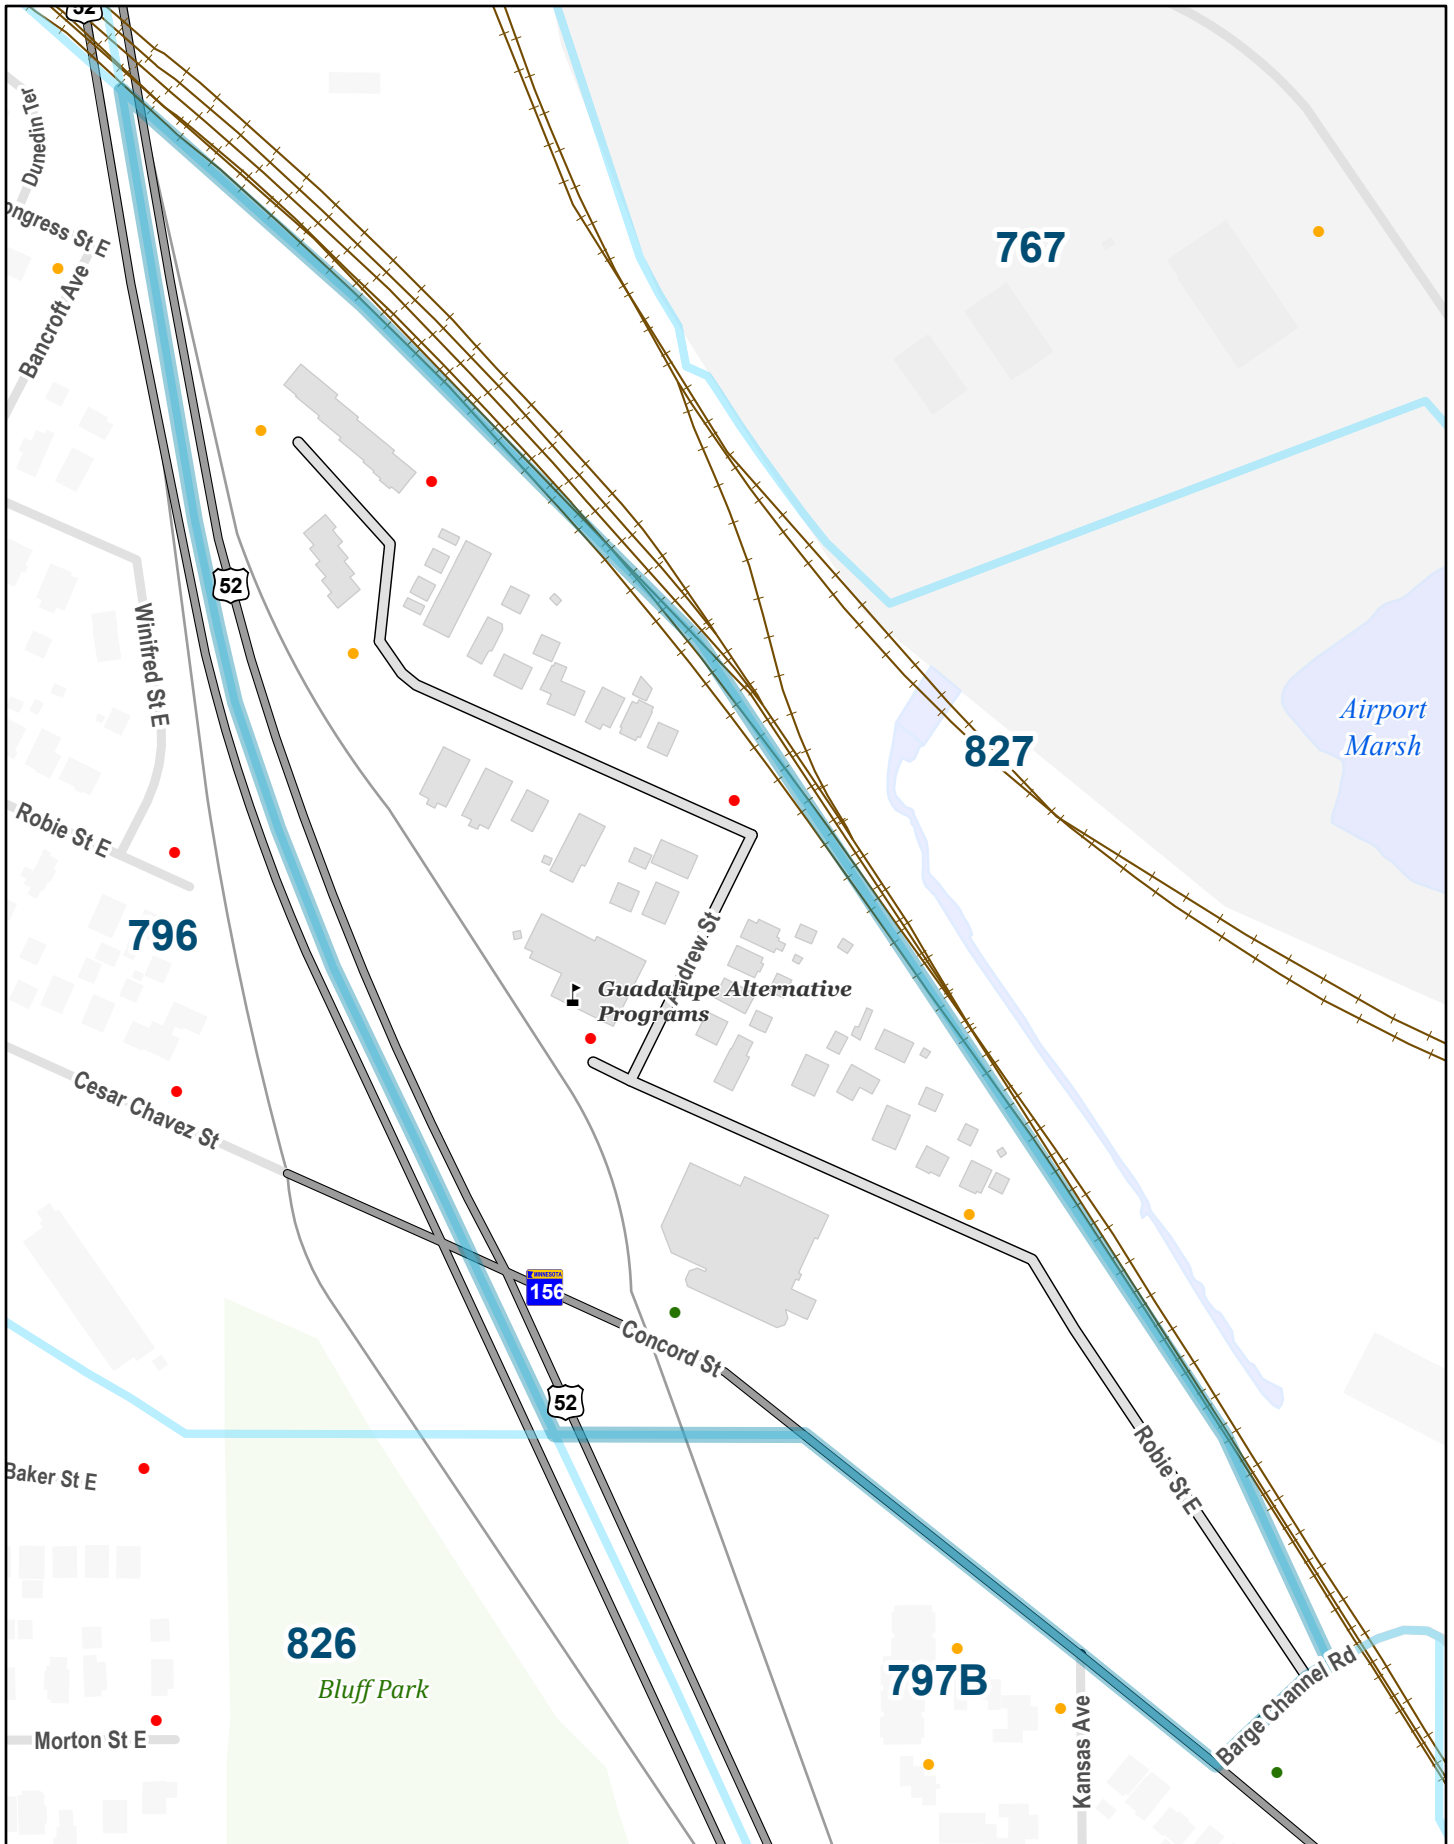 52
Dunedin Ter
ongress St E
767
Bancroft Ave
52
Winifred St E
Airport
Marsh
827
Robie St E
796
Andrew St
Guadalupe Alternative
Programs
Cesar Chavez St
MINNESOTA
156
Concord St
52
Robie St E
Baker St E
826
Bluff Park
797B
Barge Channel Rd
Kansas Ave
Morton St E